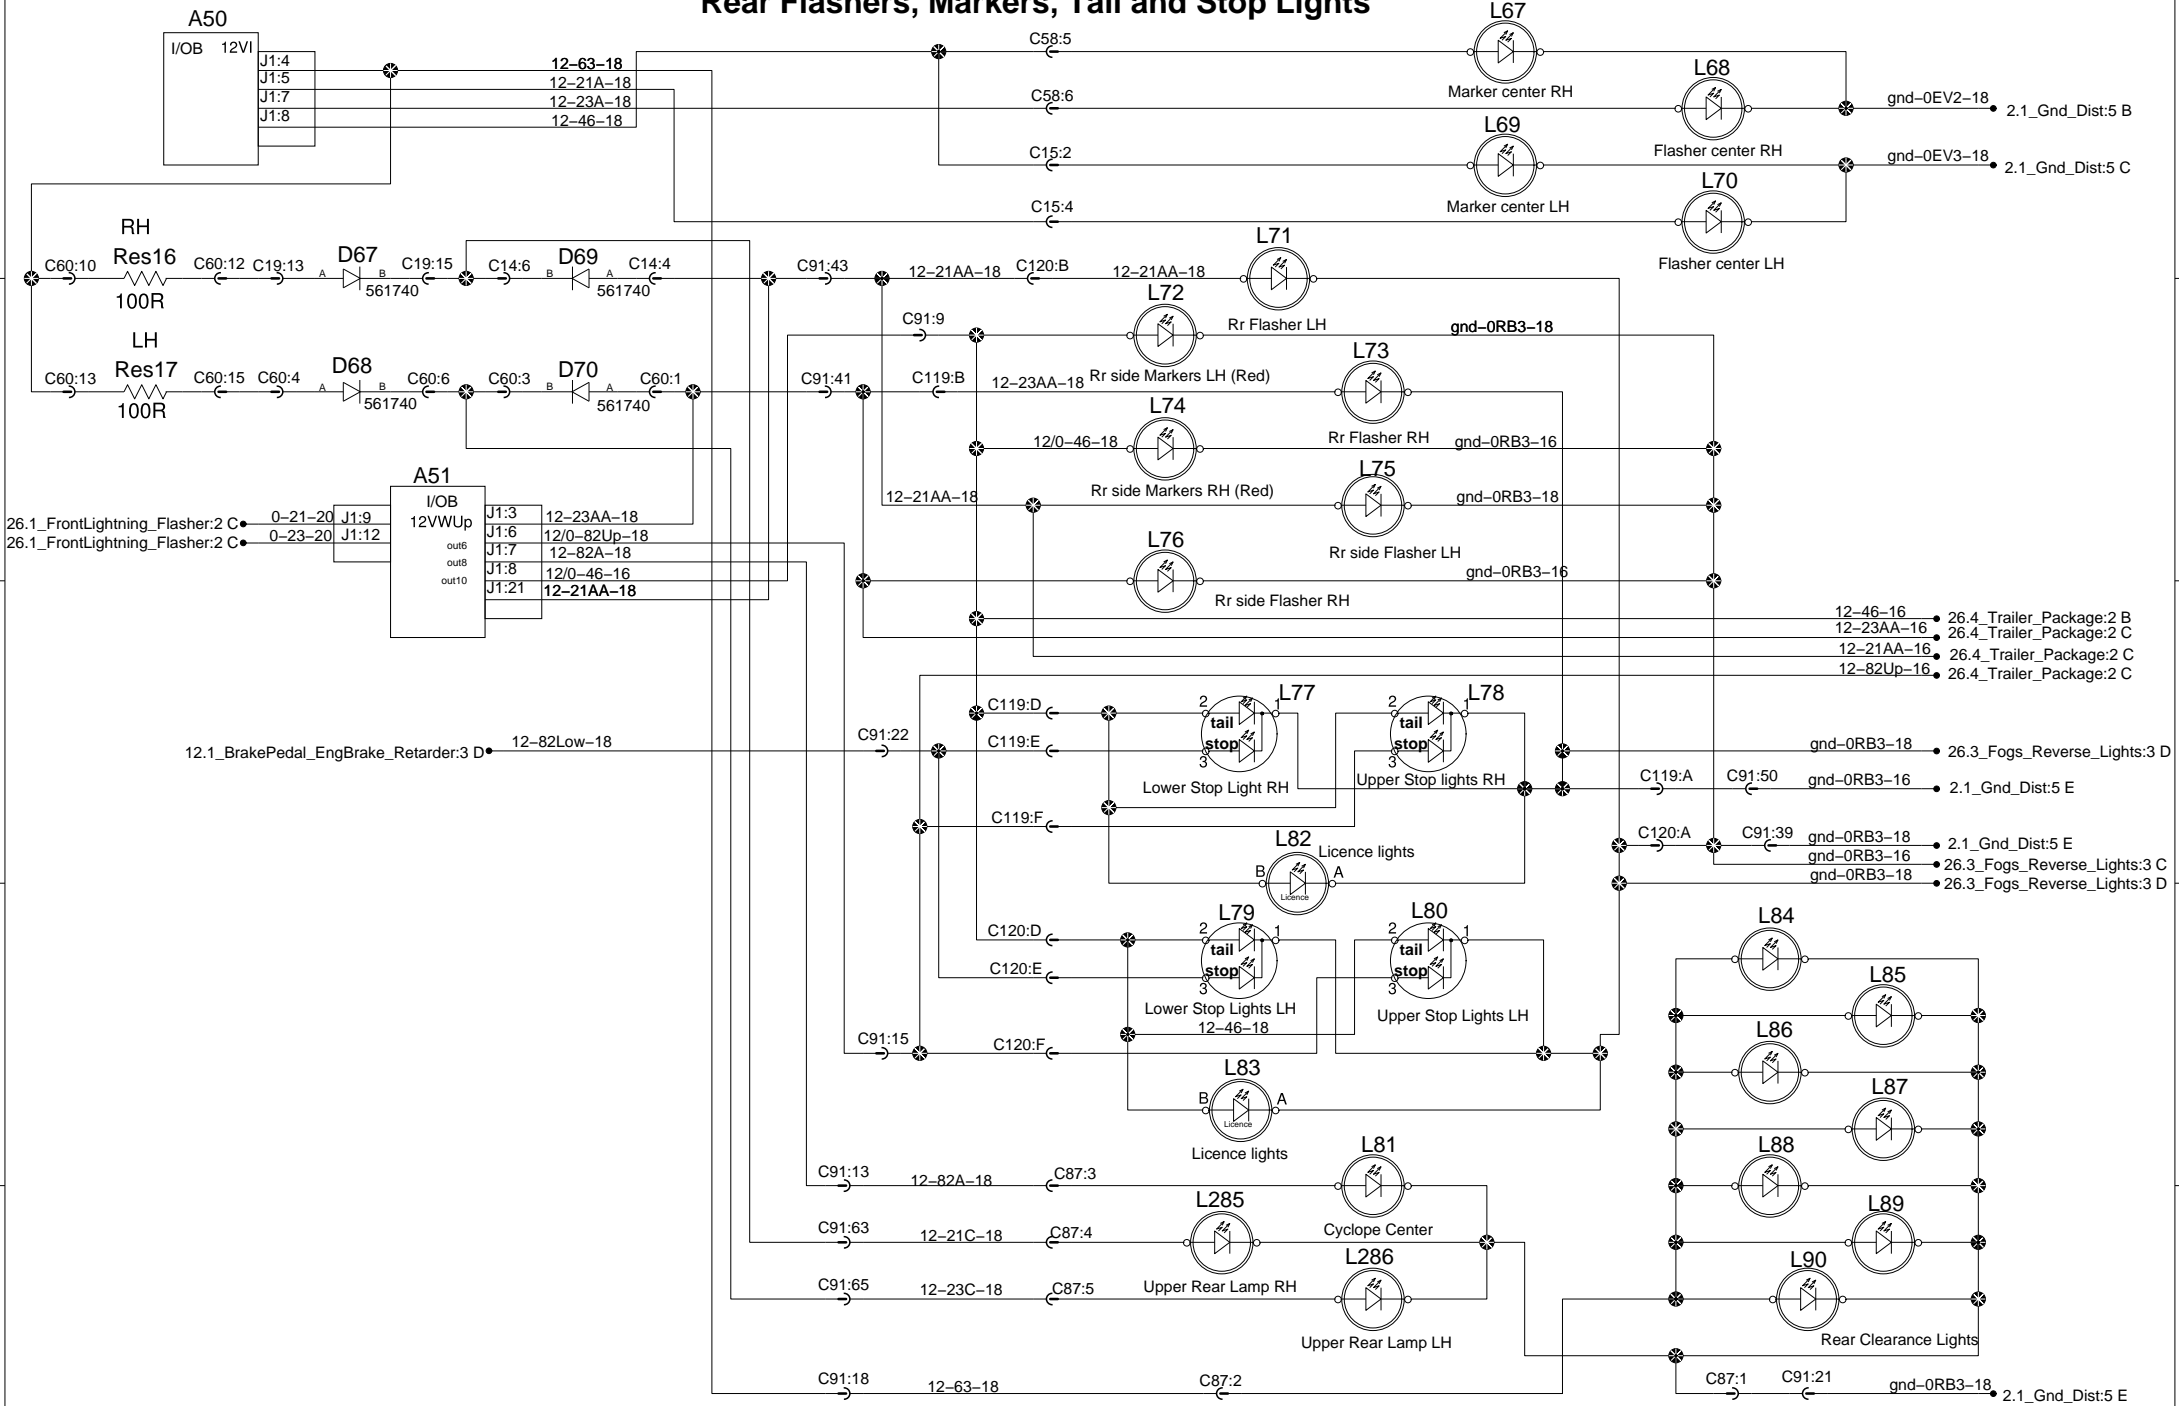 Rear Flashers, Markers, Tail and Stop Lights
A50
I/OB 12VI
J1:4
J1:5
J1:7
J1:8
12-63-18
12-21A-18
12-23A-18
12-46-18
C58:5
L67
Marker center RH
C58:6
L68
Flasher center RH
gnd-0EV2-18
2.1_Gnd_Dist:5 B
C15:2
L69
Marker center LH
gnd-0EV3-18
2.1_Gnd_Dist:5 C
C15:4
L70
Flasher center LH
RH
Res16
100R
C60:10
C60:12
C19:13
A
D67
B
561740
C19:15
C14:6
B
D69
A
561740
C14:4
C91:43
12-21AA-18
C120:B
12-21AA-18
L71
Rr Flasher LH
C91:9
L72
Rr side Markers LH (Red)
gnd-0RB3-18
LH
Res17
100R
C60:13
C60:15
C60:4
A
D68
B
561740
C60:6
C60:3
B
D70
A
561740
C60:1
C91:41
C119:B
12-23AA-18
L73
Rr Flasher RH
12/0-46-18
L74
Rr side Markers RH (Red)
gnd-0RB3-16
12-21AA-18
L75
Rr side Flasher LH
gnd-0RB3-18
L76
Rr side Flasher RH
gnd-0RB3-16
A51
I/OB
12VWUp
out6
out8
out10
26.1_FrontLightning_Flasher:2 C
0-21-20
J1:9
26.1_FrontLightning_Flasher:2 C
0-23-20
J1:12
J1:3
12-23AA-18
J1:6
12/0-82Up-18
J1:7
12-82A-18
J1:8
12/0-46-16
J1:21
12-21AA-18
12-46-16
26.4_Trailer_Package:2 B
12-23AA-16
26.4_Trailer_Package:2 C
12-21AA-16
26.4_Trailer_Package:2 C
12-82Up-16
26.4_Trailer_Package:2 C
12.1_BrakePedal_EngBrake_Retarder:3 D
12-82Low-18
C91:22
C119:D
C119:E
C119:F
2
tail
stop
3
1
L77
Lower Stop Light RH
2
tail
stop
3
1
L78
Upper Stop lights RH
gnd-0RB3-18
26.3_Fogs_Reverse_Lights:3 D
C119:A
C91:50
gnd-0RB3-16
2.1_Gnd_Dist:5 E
L82
Licence lights
B
A
Licence
C120:A
C91:39
gnd-0RB3-18
2.1_Gnd_Dist:5 E
gnd-0RB3-16
26.3_Fogs_Reverse_Lights:3 C
gnd-0RB3-18
26.3_Fogs_Reverse_Lights:3 D
C120:D
C120:E
L79
2
tail
stop
3
1
Lower Stop Lights LH
12-46-18
L80
2
tail
stop
3
1
Upper Stop Lights LH
C91:15
C120:F
L83
B
A
Licence
Licence lights
L84
L85
L86
L87
L88
L89
L90
Rear Clearance Lights
C91:13
12-82A-18
C87:3
L81
Cyclope Center
C91:63
12-21C-18
C87:4
L285
Upper Rear Lamp RH
C91:65
12-23C-18
C87:5
L286
Upper Rear Lamp LH
C91:18
12-63-18
C87:2
C87:1
C91:21
gnd-0RB3-18
2.1_Gnd_Dist:5 E